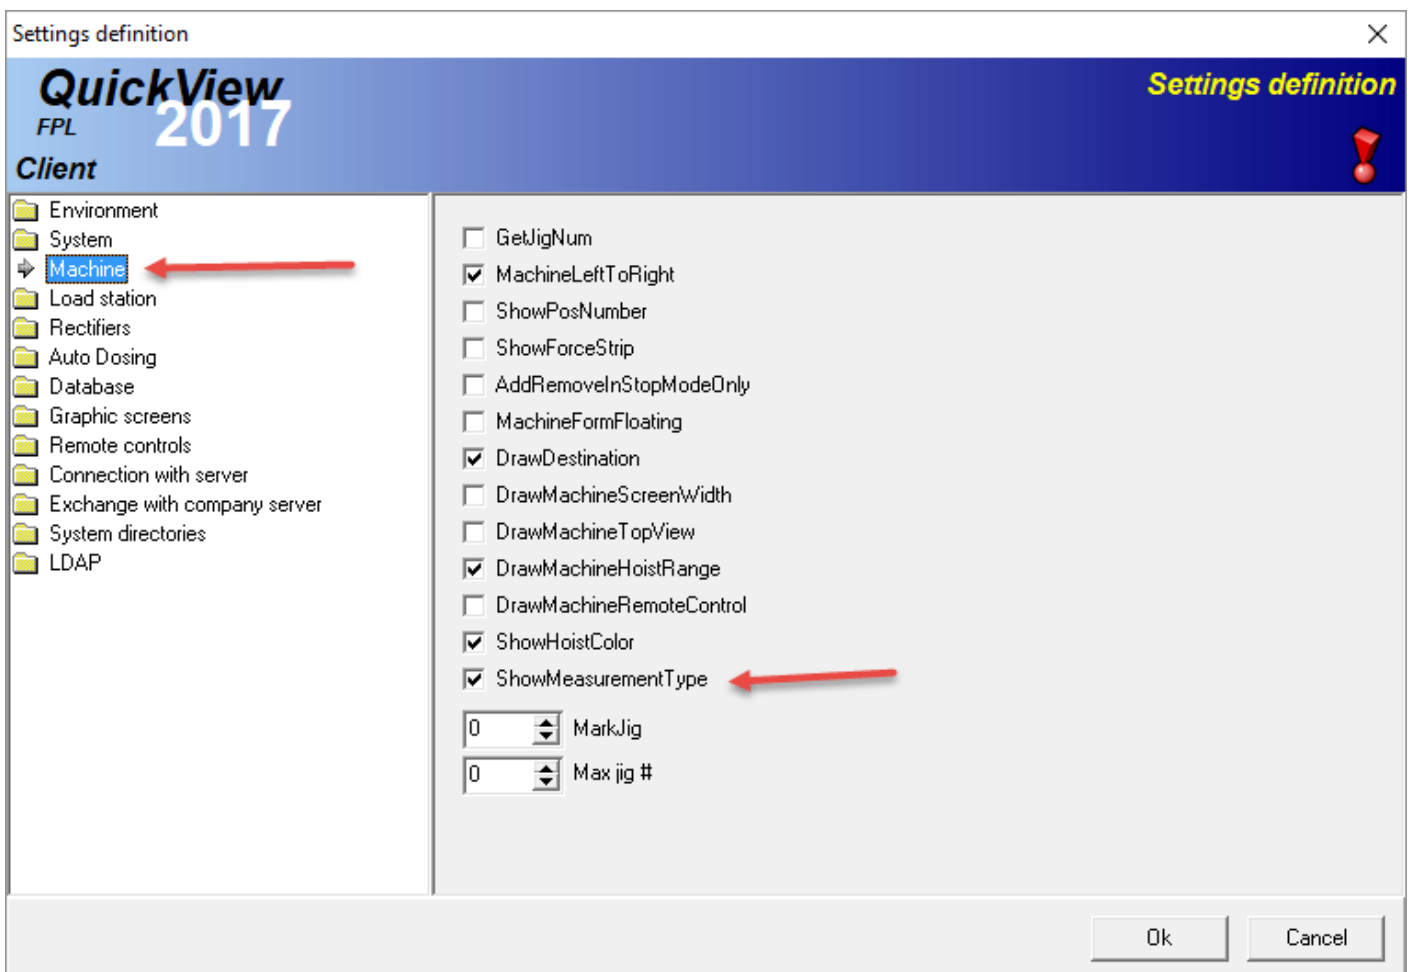 Settings definition
QuickView
FPL 2017
Client
Settings definition
Environment
System
Machine
Load station
Rectifiers
Auto Dosing
Database
Graphic screens
Remote controls
Connection with server
Exchange with company server
System directories
LDAP
GetJigNum
MachineLeftToRight
ShowPosNumber
ShowForceStrip
AddRemoveInStopModeOnly
MachineFormFloating
DrawDestination
DrawMachineScreenWidth
DrawMachineTopView
DrawMachineHoistRange
DrawMachineRemoteControl
ShowHoistColor
ShowMeasurementType
0 MarkJig
0 Max jig #
Ok Cancel